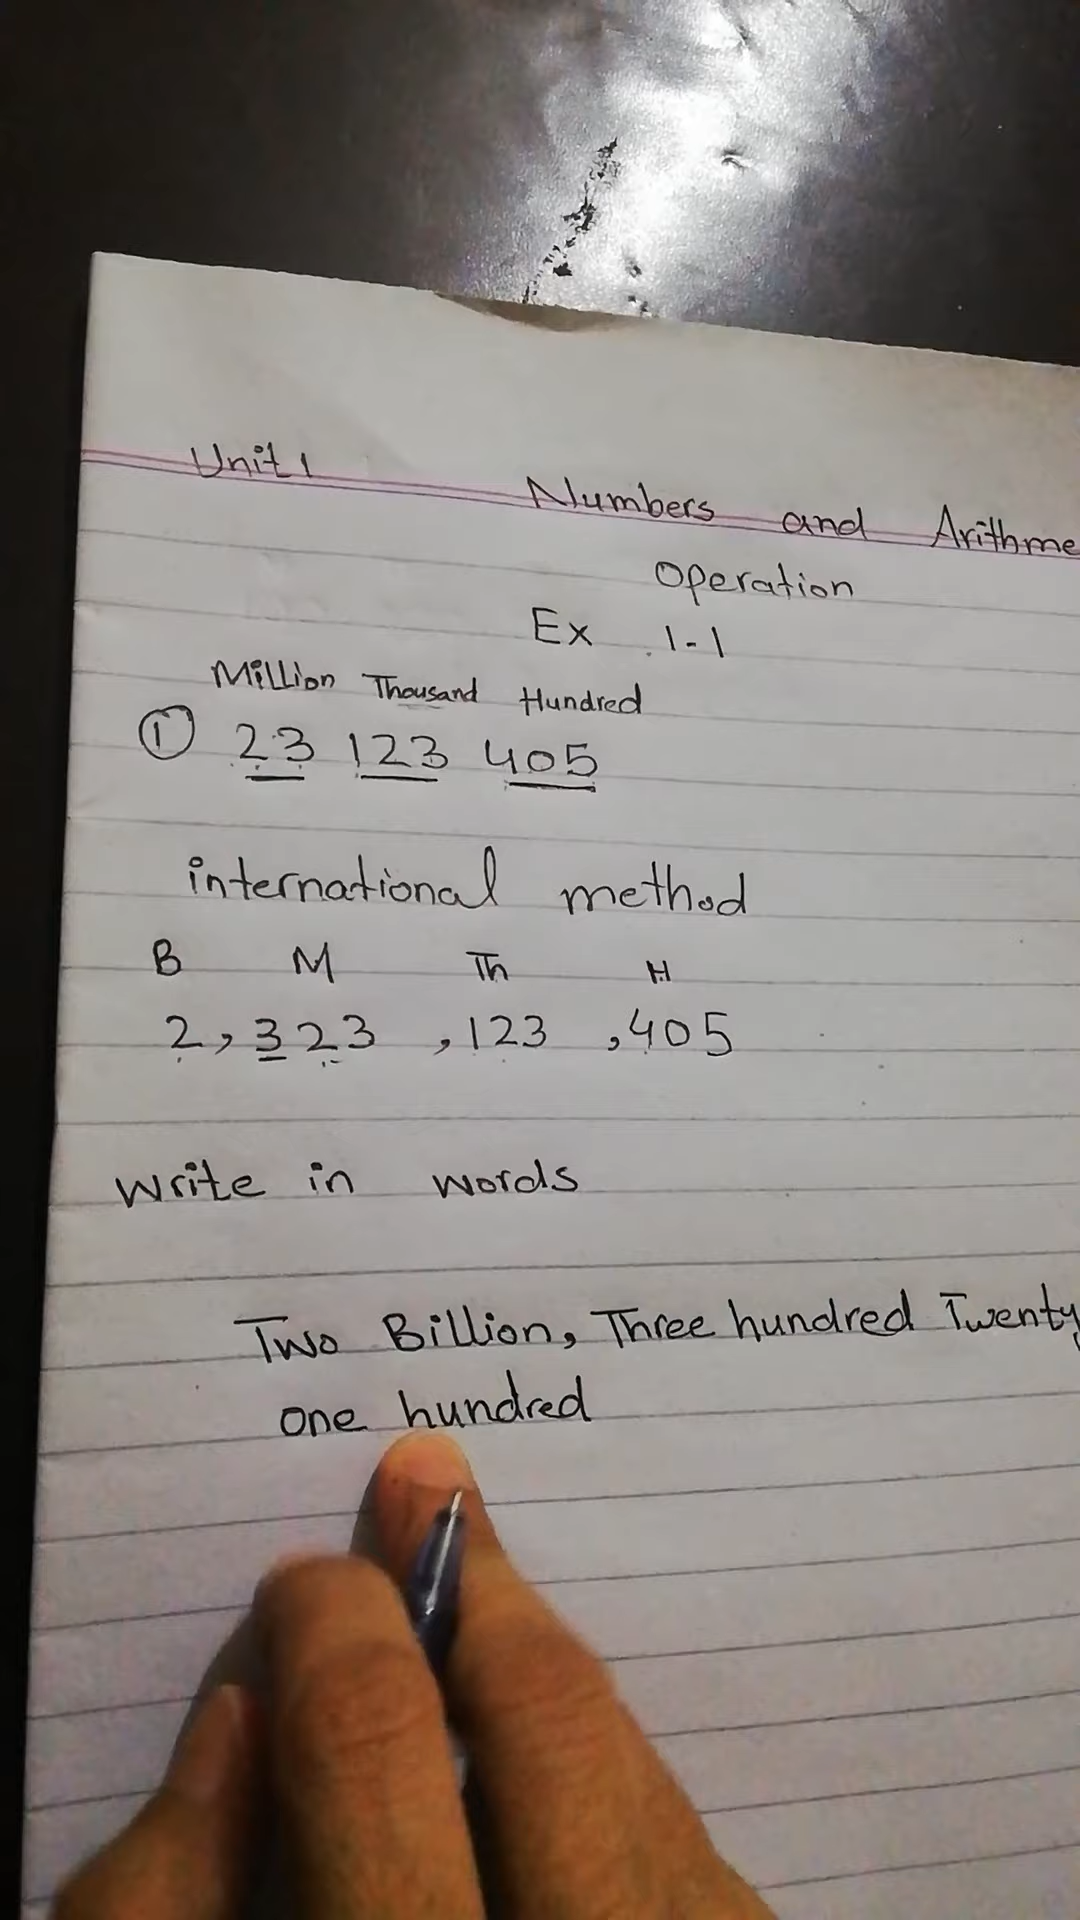 Unit 1
Numbers and Arithme
Operation
Ex 1-1
Million Thousand Hundred
① 23 123 405
international method
B M Th H
2, 323 ,123 ,405
Write in words
Two Billion, Three hundred Twenty
one hundred